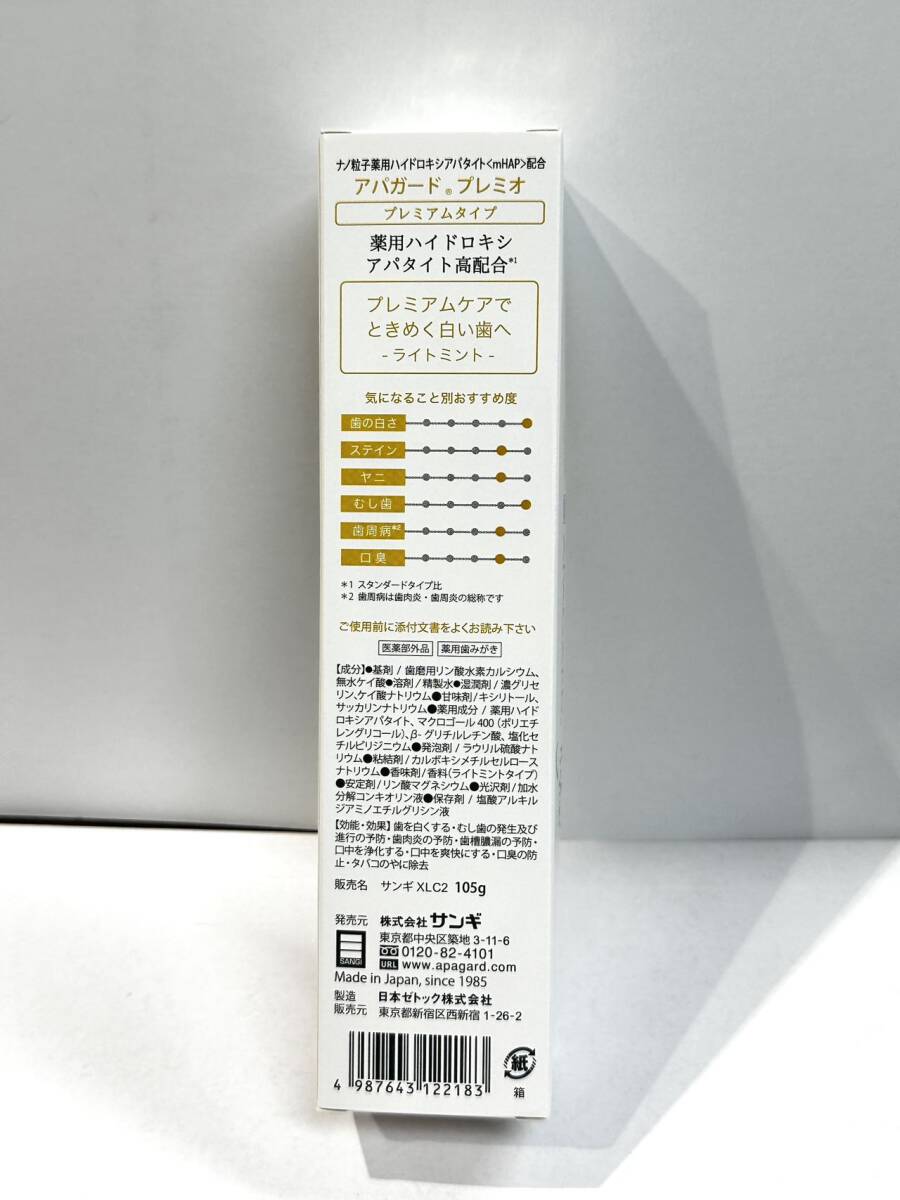 ナノ粒子薬用ハイドロキシアパタイト<mHAP>配合
アパガード®プレミオ
プレミアムタイプ
薬用ハイドロキシ
アパタイト高配合*1
プレミアムケアで
ときめく白い歯へ
- ライトミント -
気になること別おすすめ度
歯の白さ
ステイン
ヤニ
むし歯
歯周病*2
口臭
*1 スタンダードタイプ比
*2 歯周病は歯肉炎・歯周炎の総称です
ご使用前に添付文書をよくお読み下さい
医薬部外品 薬用歯みがき
【成分】●基剤/歯磨用リン酸水素カルシウム、
無水ケイ酸●溶剤/精製水●湿潤剤/濃グリセ
リン、ケイ酸ナトリウム●甘味剤/キシリトール、
サッカリンナトリウム●薬用成分/薬用ハイド
ロキシアパタイト、マクロゴール400(ポリエチ
レングリコール)、β-グリチルレチン酸、塩化セ
チルピリジニウム●発泡剤/ラウリル硫酸ナト
リウム●粘結剤/カルボキシメチルセルロース
ナトリウム●香味剤/香料(ライトミントタイプ)
●安定剤/リン酸マグネシウム●光沢剤/加水
分解コンキオリン液●保存剤/塩酸アルキル
ジアミノエチルグリシン液
【効能・効果】歯を白くする・むし歯の発生及び
進行の予防・歯肉炎の予防・歯槽膿漏の予防・
口中を浄化する・口中を爽快にする・口臭の防
止・タバコのやに除去
販売名 サンギ XLC2 105g
発売元 株式会社サンギ
SANGI
東京都中央区築地 3-11-6
0120-82-4101
URL www.apagard.com
Made in Japan, since 1985
製造 日本ゼトック株式会社
販売元 東京都新宿区西新宿 1-26-2
4 987643 122183
紙
箱